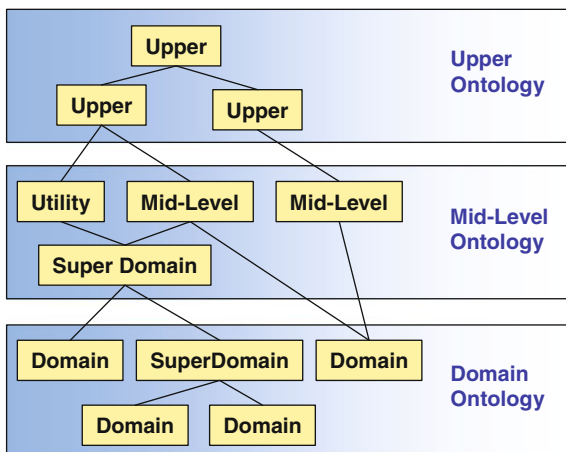 Upper
Upper
Upper
Upper
Ontology
Utility
Mid-Level
Mid-Level
Super Domain
Mid-Level
Ontology
Domain
SuperDomain
Domain
Domain
Domain
Domain
Ontology